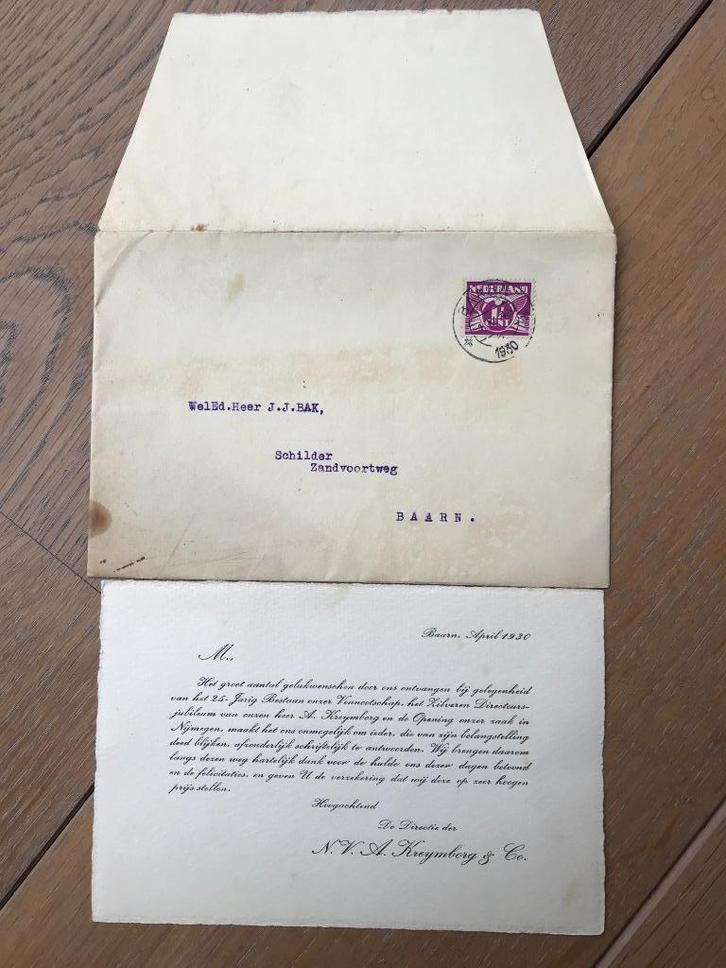 NEDERLAND
1½
CENT
1930
WelEd.Heer J.J.BAK,
Schilder
Zandvoortweg
BAARN.
Baarn, April 1930
M.,
Het groot aantal gelukwenschen door ons ontvangen bij gelegenheid
van het 25-Jarig Bestaan onzer Vennootschap, het Zilveren Directeurs-
jubileum van onzen heer A. Kreymborg en de Opening onzer zaak in
Nijmegen, maakt het ons onmogelijk om ieder, die van zijn belangstelling
deed blijken, afzonderlijk schriftelijk te antwoorden. Wij brengen daarom
langs dezen weg hartelijk dank voor de hulde ons dezer dagen betoond
en de felicitaties, en geven U de verzekering dat wij deze op zeer hoogen
prijs stellen.
Hoogachtend
De Directie der
N.V. A. Kreymborg & Co.